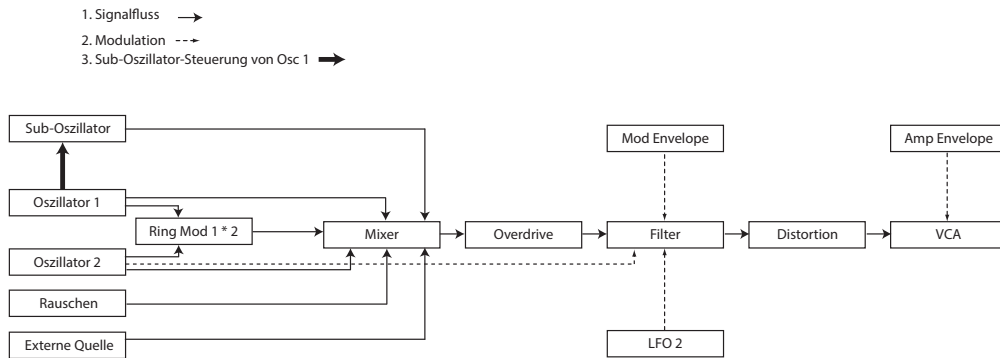 1. Signalfluss
2. Modulation
3. Sub-Oszillator-Steuerung von Osc 1
Sub-Oszillator
Mod Envelope
Amp Envelope
Oszillator 1
Ring Mod 1 * 2
Mixer
Overdrive
Filter
Distortion
VCA
Oszillator 2
Rauschen
Externe Quelle
LFO 2